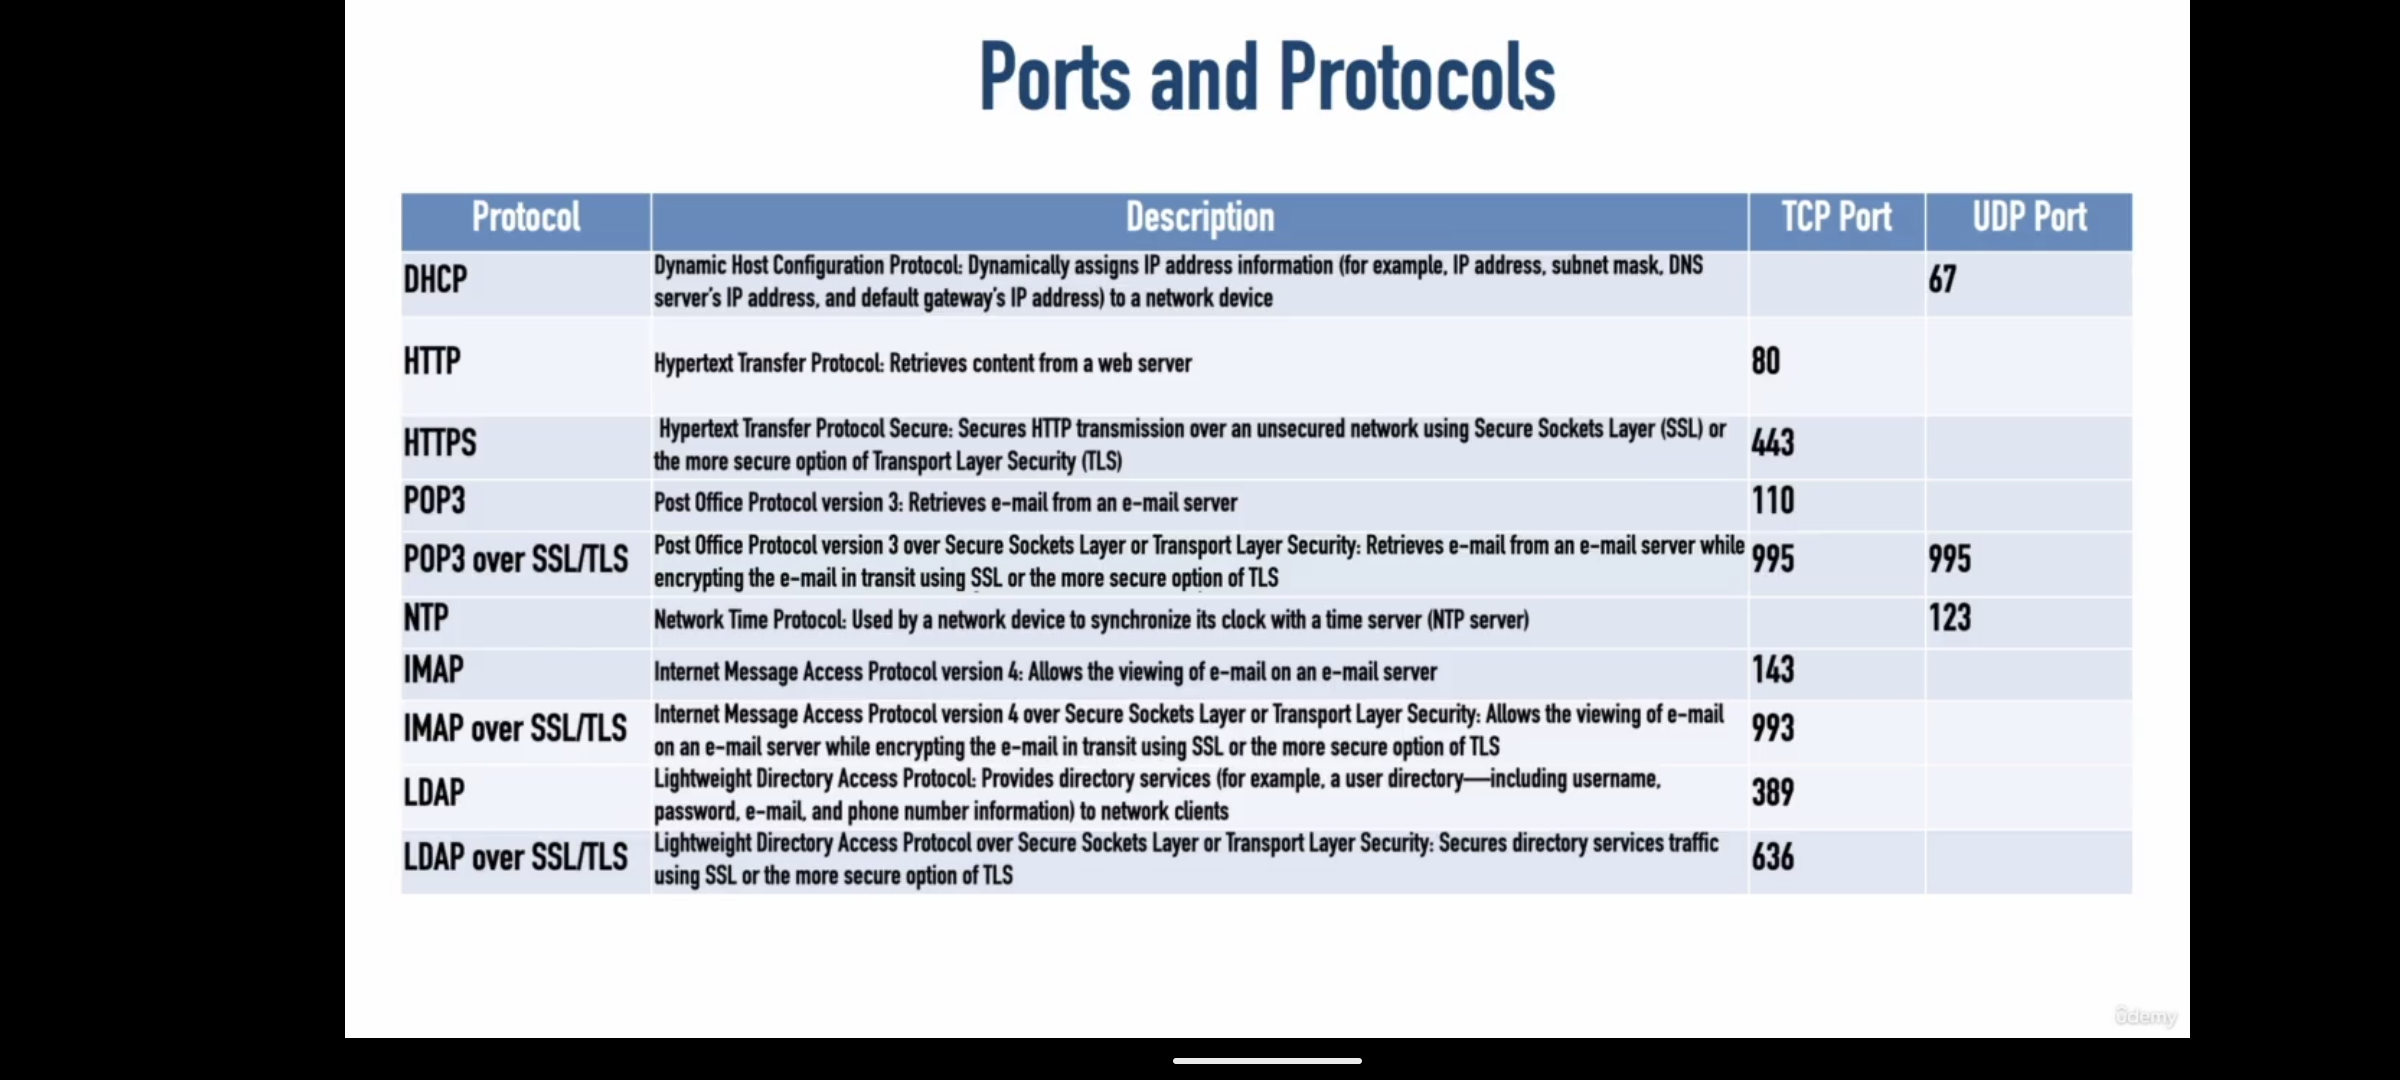 Ports and Protocols
Protocol Description TCP Port UDP Port
DHCP Dynamic Host Configuration Protocol: Dynamically assigns IP address information (for example, IP address, subnet mask, DNS
server's IP address, and default gateway's IP address) to a network device 67
HTTP Hypertext Transfer Protocol: Retrieves content from a web server 80
HTTPS Hypertext Transfer Protocol Secure: Secures HTTP transmission over an unsecured network using Secure Sockets Layer (SSL) or
the more secure option of Transport Layer Security (TLS) 443
POP3 Post Office Protocol version 3: Retrieves e-mail from an e-mail server 110
POP3 over SSL/TLS Post Office Protocol version 3 over Secure Sockets Layer or Transport Layer Security: Retrieves e-mail from an e-mail server while
encrypting the e-mail in transit using SSL or the more secure option of TLS 995 995
NTP Network Time Protocol: Used by a network device to synchronize its clock with a time server (NTP server) 123
IMAP Internet Message Access Protocol version 4: Allows the viewing of e-mail on an e-mail server 143
IMAP over SSL/TLS Internet Message Access Protocol version 4 over Secure Sockets Layer or Transport Layer Security: Allows the viewing of e-mail
on an e-mail server while encrypting the e-mail in transit using SSL or the more secure option of TLS 993
LDAP Lightweight Directory Access Protocol: Provides directory services (for example, a user directory—including username,
password, e-mail, and phone number information) to network clients 389
LDAP over SSL/TLS Lightweight Directory Access Protocol over Secure Sockets Layer or Transport Layer Security: Secures directory services traffic
using SSL or the more secure option of TLS 636
ûdemy